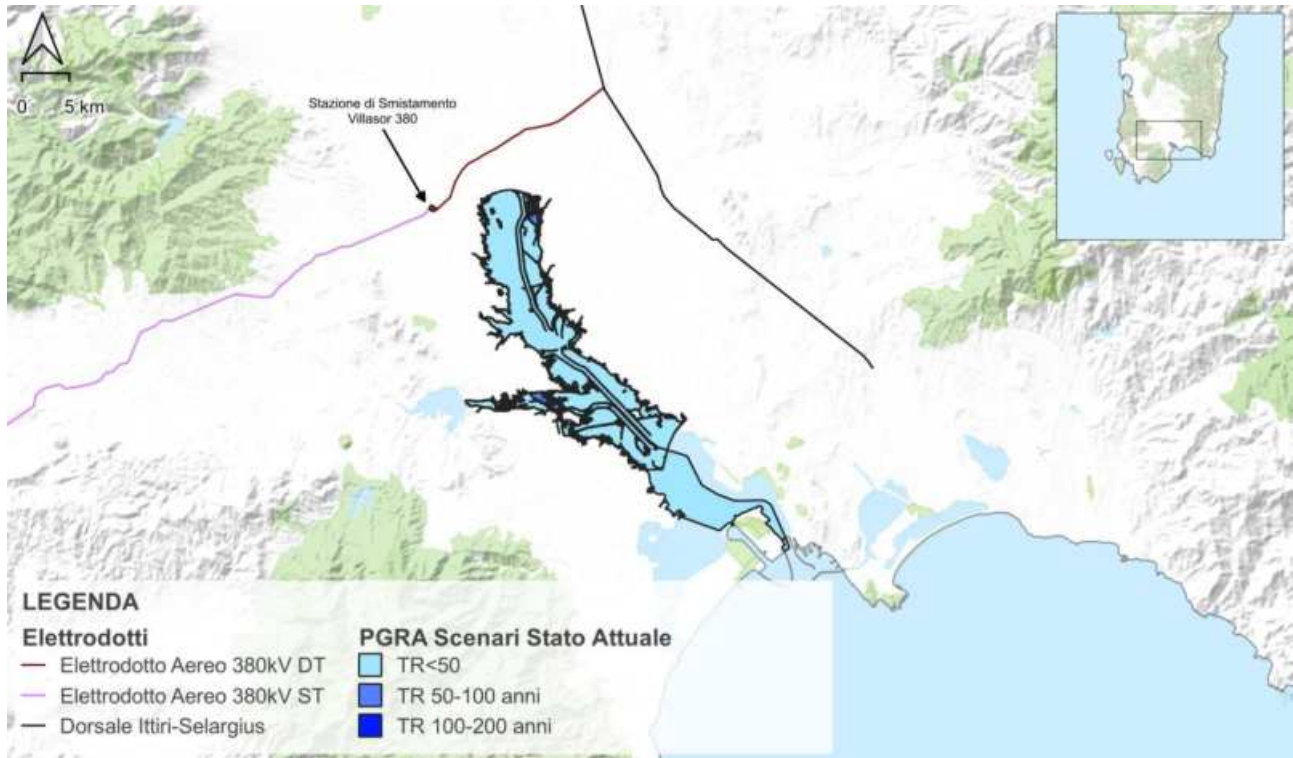 Stazione di Smistamento
Villasor 380
0 5 km
LEGENDA
Elettrodotti
Elettrodotto Aereo 380kV DT
Elettrodotto Aereo 380kV ST
Dorsale Ittiri-Selargius
PGRA Scenari Stato Attuale
TR<50
TR 50-100 anni
TR 100-200 anni